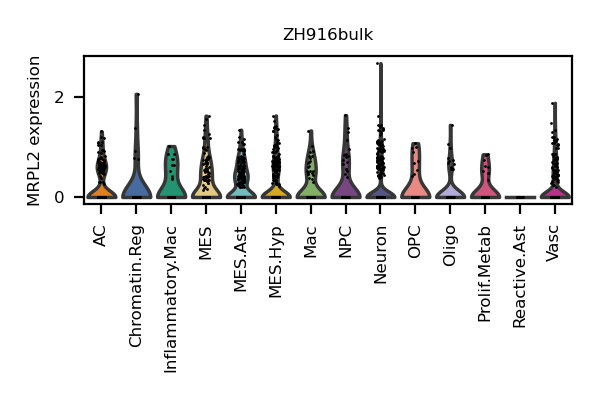 ZH916bulk
MRPL2 expression
2
0
AC
Chromatin.Reg
Inflammatory.Mac
MES
MES.Ast
MES.Hyp
Mac
NPC
Neuron
OPC
Oligo
Prolif.Metab
Reactive.Ast
Vasc